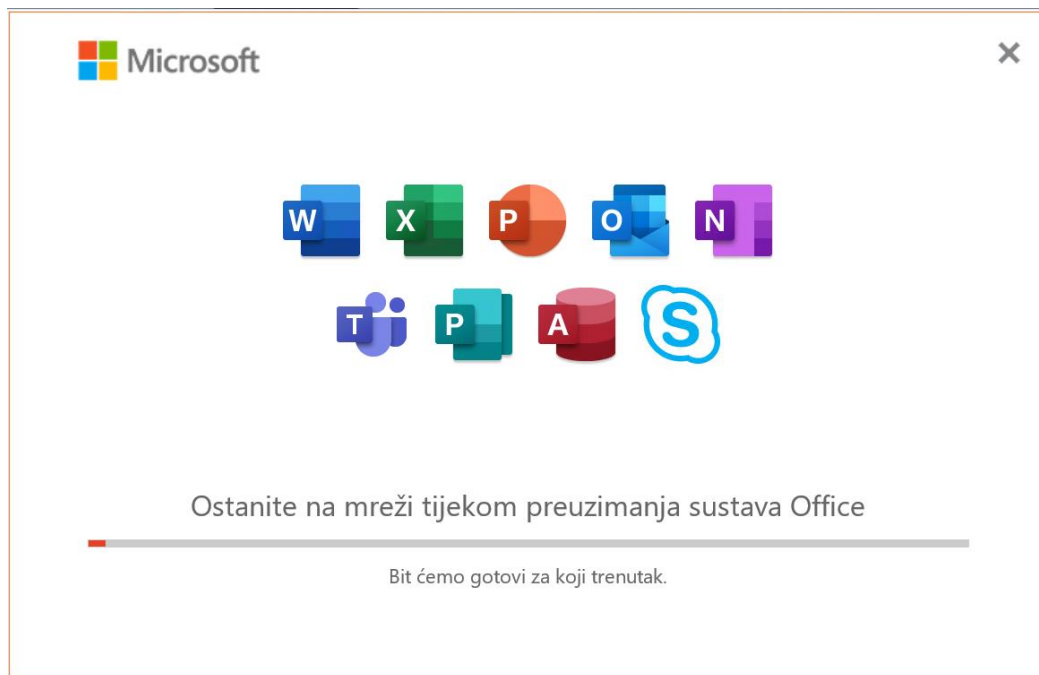 Microsoft
W X P O N
T P A S
Ostanite na mreži tijekom preuzimanja sustava Office
Bit ćemo gotovi za koji trenutak.